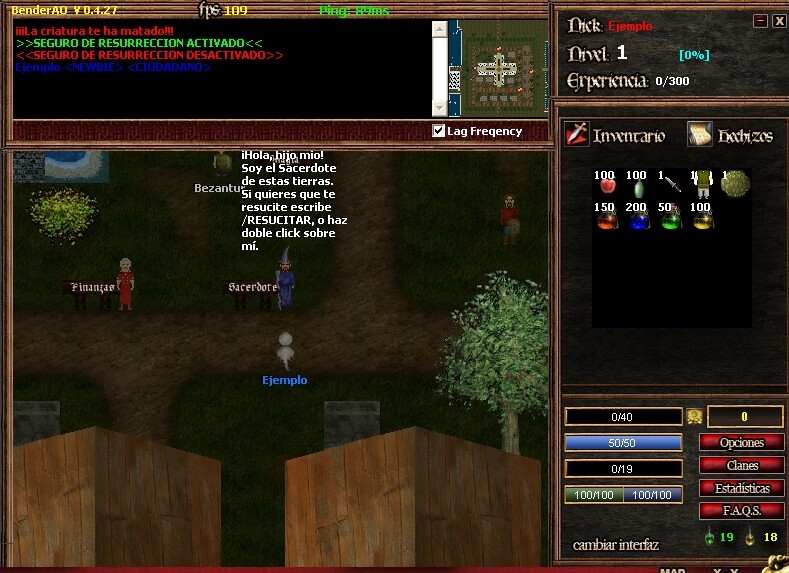 BenderAO V 0.4.27
fps 109
Ping: 89ms
¡¡¡La criatura te ha matado!!!
>>SEGURO DE RESURRECCION ACTIVADO<<
<<SEGURO DE RESURRECCION DESACTIVADO>>
Ejemplo <NEWBIE> <CIUDADANO>
Lag Freqency
Nick: Ejemplo
Nivel: 1 [0%]
Experiencia: 0/300
Inventario
Hechizos
100 100 1
150 200 50 100
¡Hola, hijo mio!
Soy el Sacerdote
de estas tierras.
Si quieres que te
resucite escribe
/RESUCITAR, o haz
doble click sobre
mí.
Finanzas
Sacerdote
Ejemplo
0/40
0
50/50
Opciones
0/19
Clanes
100/100 100/100
Estadísticas
F.A.Q.S.
19 18
cambiar interfaz